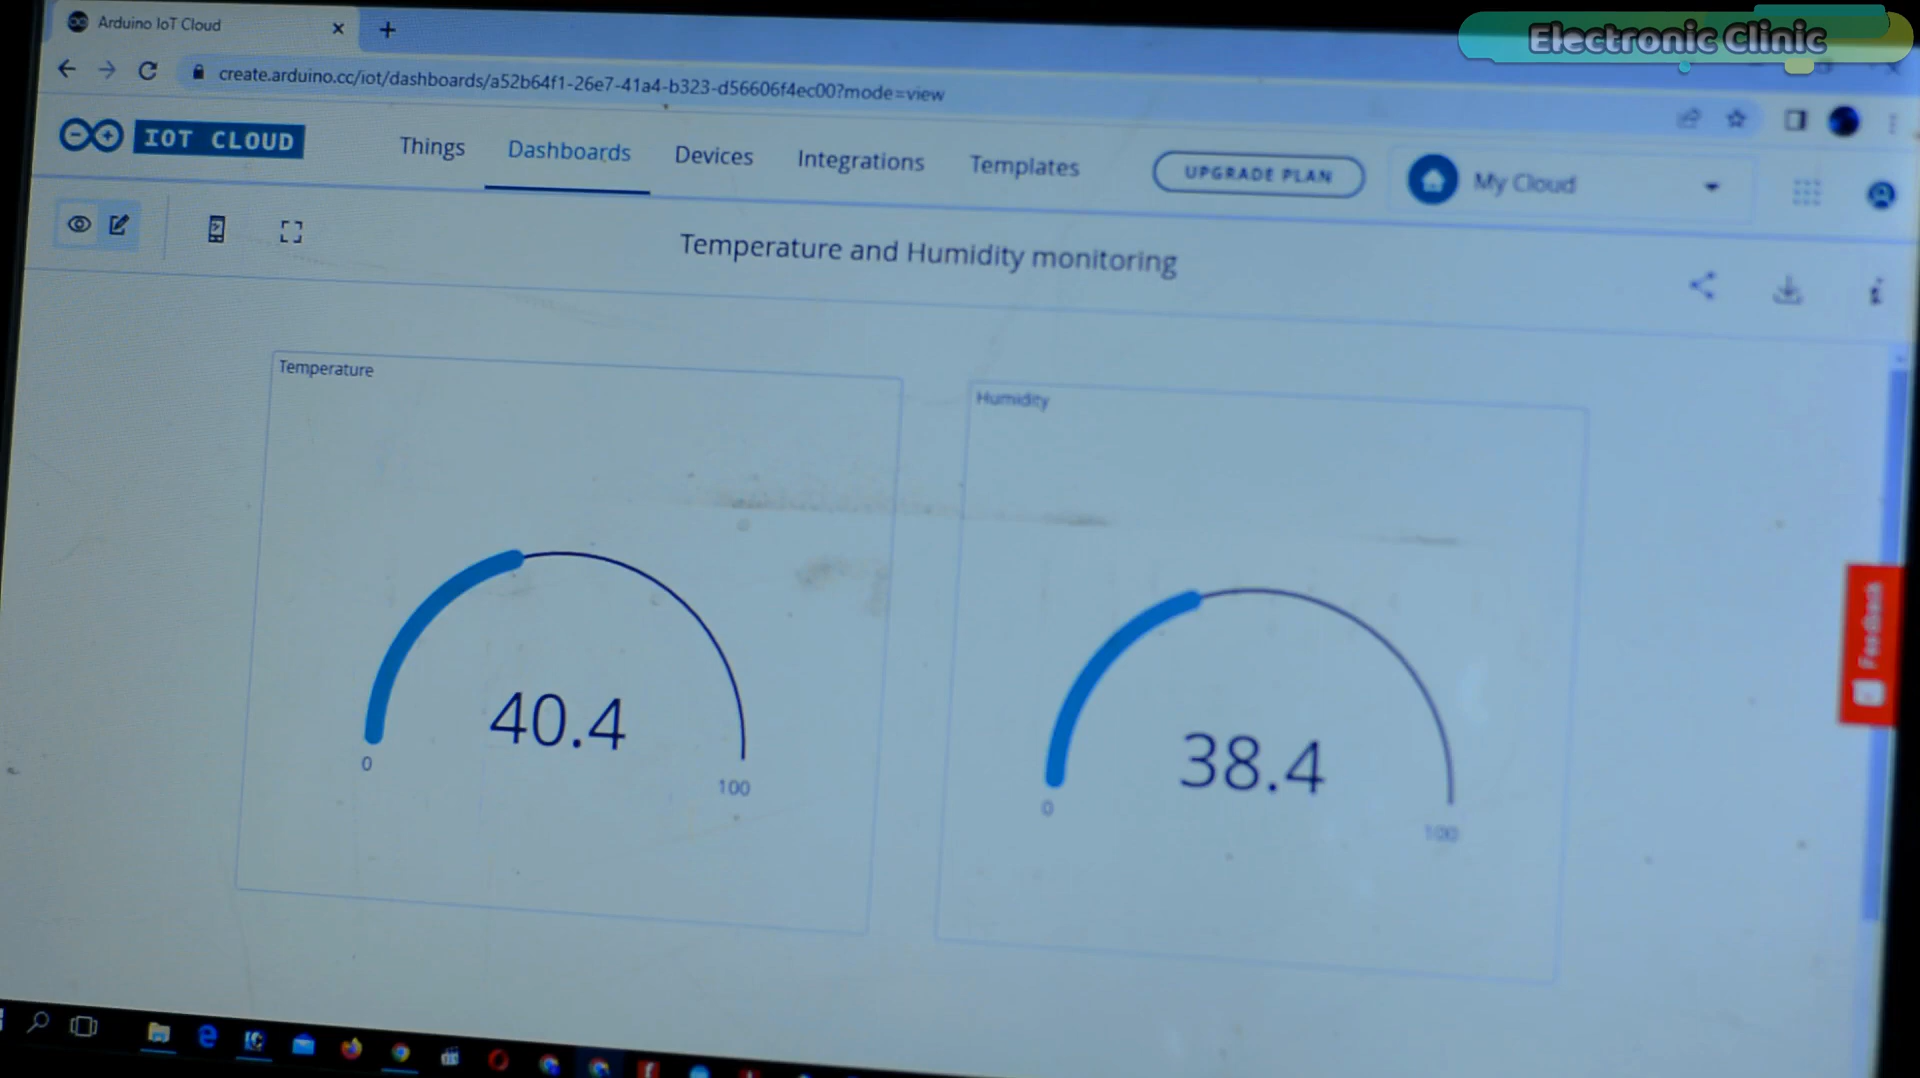 Electronic Clinic
Arduino IoT Cloud
create.arduino.cc/iot/dashboards/a52b64f1-26e7-41a4-b323-d56606f4ec00?mode=view
IOT CLOUD
Things
Dashboards
Devices
Integrations
Templates
UPGRADE PLAN
My Cloud
Temperature and Humidity monitoring
Temperature
40.4
0
100
Humidity
38.4
0
100
Feedback